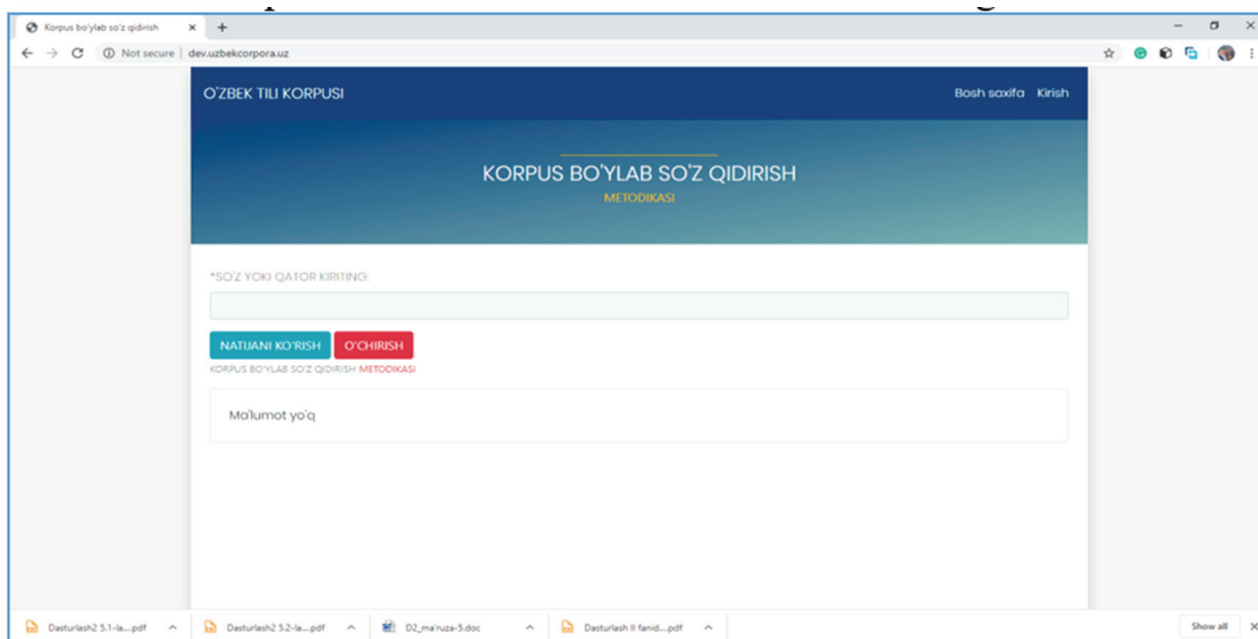 Korpus bo'ylab so'z qidirish
Not secure | dev.uzbekcorpora.uz
O'ZBEK TILI KORPUSI
Bosh saxifa Kirish
KORPUS BO'YLAB SO'Z QIDIRISH
METODIKASI
*SO'Z YOKI QATOR KIRITING:
NATIJANI KO'RISH O'CHIRISH
KORPUS BO'YLAB SO'Z QIDIRISH METODIKASI
Ma'lumot yo'q
Dasturlash2 5.1-la....pdf
Dasturlash2 5.2-la....pdf
D2_ma'ruza-5.doc
Dasturlash II fanid....pdf
Show all